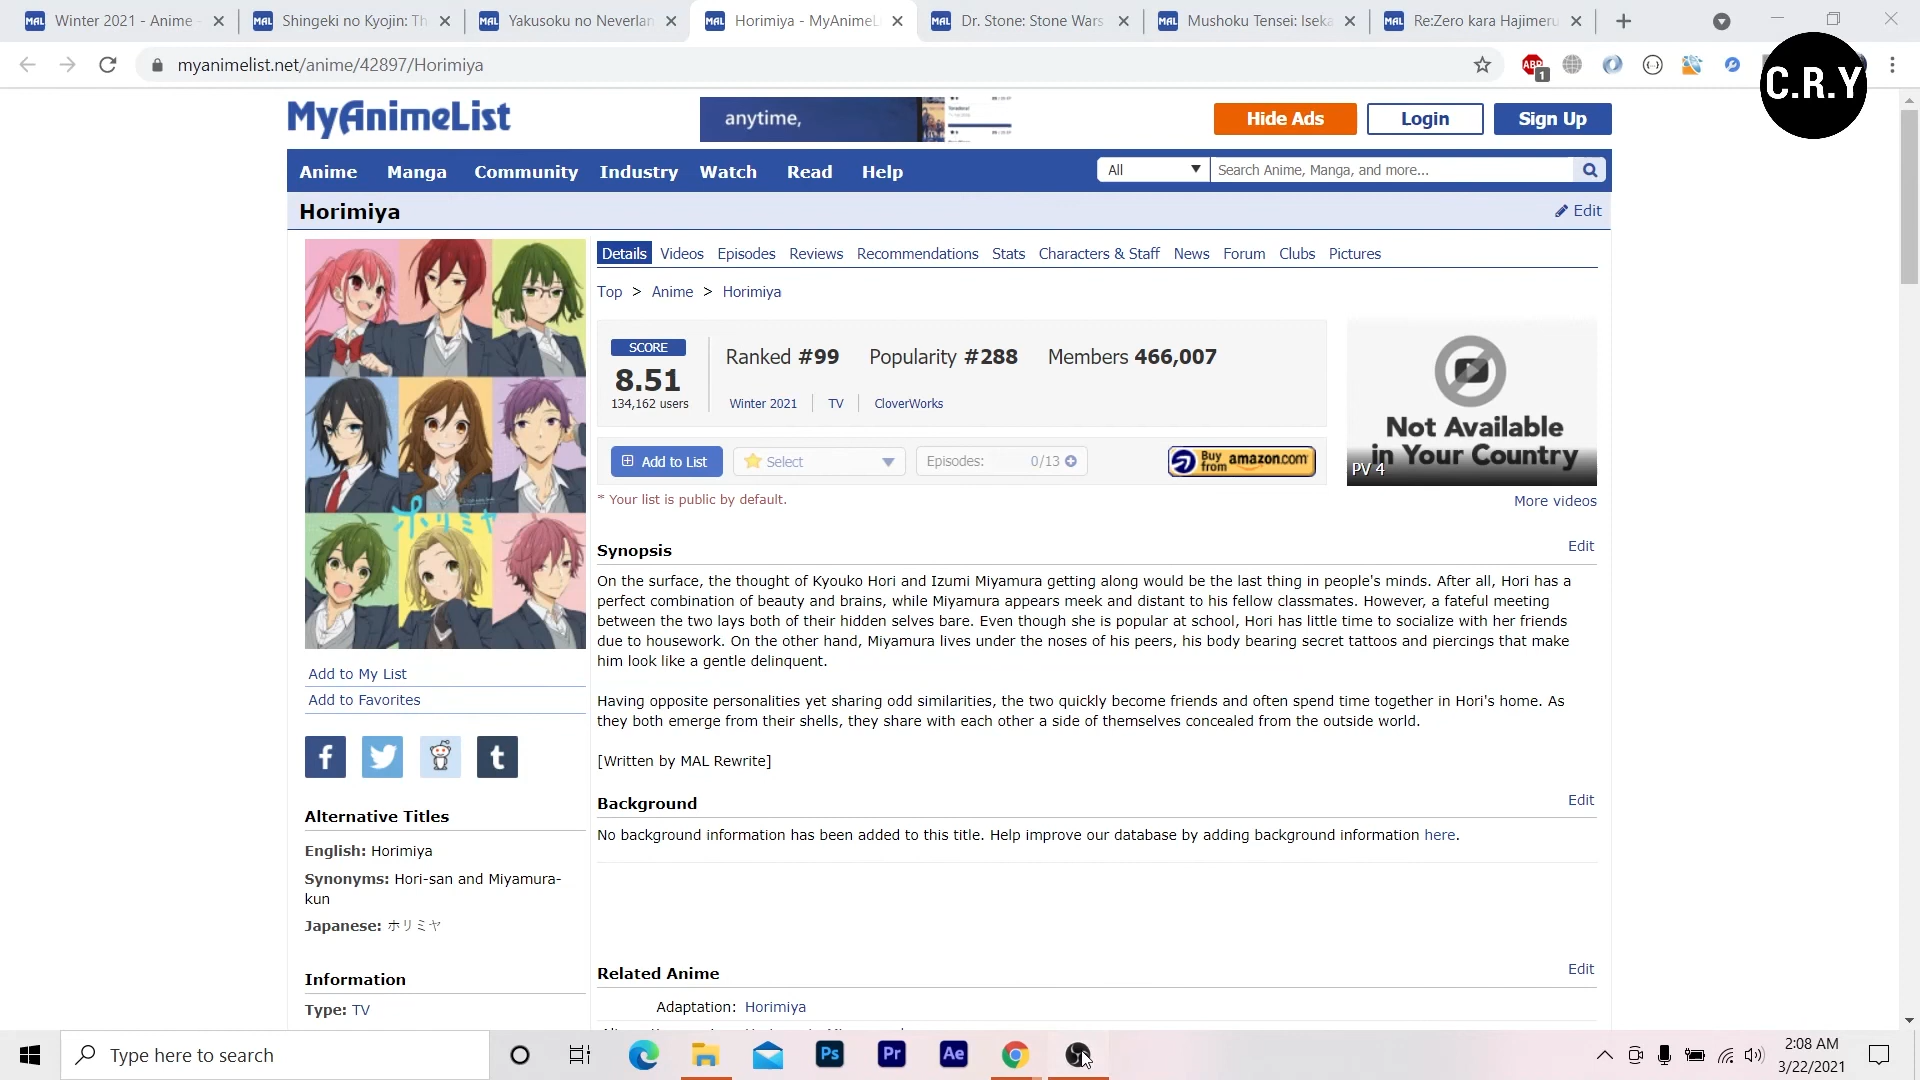 Winter 2021 - Anime -
Shingeki no Kyojin: Th
Yakusoku no Neverlan
Horimiya - MyAnimeL
Dr. Stone: Stone Wars
Mushoku Tensei: Iseka
Re:Zero kara Hajimeru
myanimelist.net/anime/42897/Horimiya
ABP
1
C.R.Y
MyAnimeList
anytime,
Hide Ads
Login
Sign Up
Anime Manga Community Industry Watch Read Help
All
Search Anime, Manga, and more...
Horimiya
Edit
Details Videos Episodes Reviews Recommendations Stats Characters & Staff News Forum Clubs Pictures
Top > Anime > Horimiya
SCORE
8.51
134,162 users
Ranked #99 Popularity #288 Members 466,007
Winter 2021 TV CloverWorks
Add to List
Select
Episodes: 0/13
Buy from amazon.com
Not Available
in Your Country
PV 4
* Your list is public by default.
More videos
ホリミヤ
Synopsis
Edit
On the surface, the thought of Kyouko Hori and Izumi Miyamura getting along would be the last thing in people's minds. After all, Hori has a
perfect combination of beauty and brains, while Miyamura appears meek and distant to his fellow classmates. However, a fateful meeting
between the two lays both of their hidden selves bare. Even though she is popular at school, Hori has little time to socialize with her friends
due to housework. On the other hand, Miyamura lives under the noses of his peers, his body bearing secret tattoos and piercings that make
him look like a gentle delinquent.
Having opposite personalities yet sharing odd similarities, the two quickly become friends and often spend time together in Hori's home. As
they both emerge from their shells, they share with each other a side of themselves concealed from the outside world.
[Written by MAL Rewrite]
Background
Edit
No background information has been added to this title. Help improve our database by adding background information here.
Related Anime
Edit
Adaptation: Horimiya
Add to My List
Add to Favorites
Alternative Titles
English: Horimiya
Synonyms: Hori-san and Miyamura-
kun
Japanese: ホリミヤ
Information
Type: TV
Type here to search
Ps
Pr
Ae
2:08 AM
3/22/2021